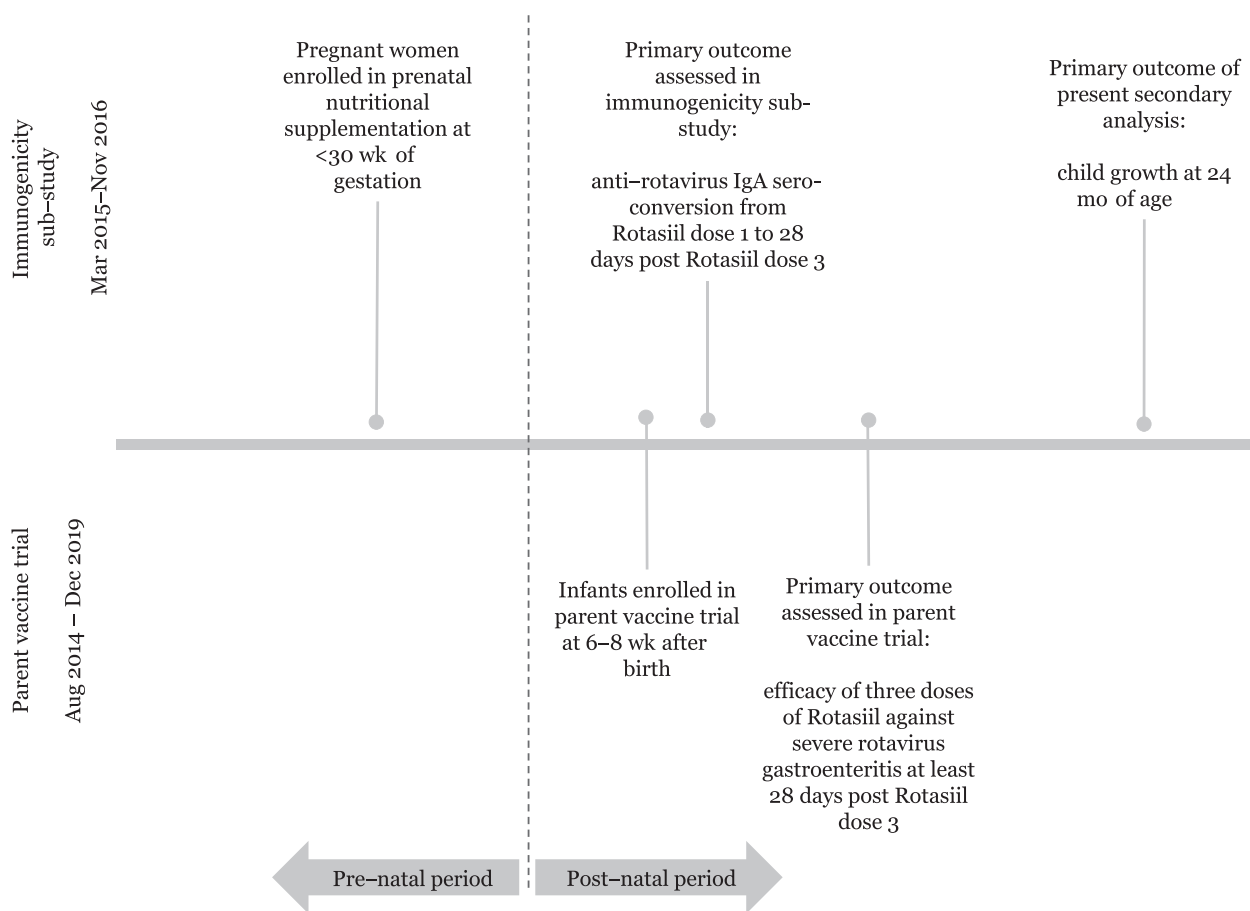 Immunogenicity
sub–study
Mar 2015–Nov 2016
Pregnant women
enrolled in prenatal
nutritional
supplementation at
<30 wk of
gestation
Primary outcome
assessed in
immunogenicity sub-
study:
anti–rotavirus IgA sero-
conversion from
Rotasiil dose 1 to 28
days post Rotasiil dose 3
Primary outcome of
present secondary
analysis:
child growth at 24
mo of age
Parent vaccine trial
Aug 2014 – Dec 2019
Infants enrolled in
parent vaccine trial
at 6–8 wk after
birth
Primary outcome
assessed in parent
vaccine trial:
efficacy of three doses
of Rotasiil against
severe rotavirus
gastroenteritis at least
28 days post Rotasiil
dose 3
Pre–natal period
Post–natal period